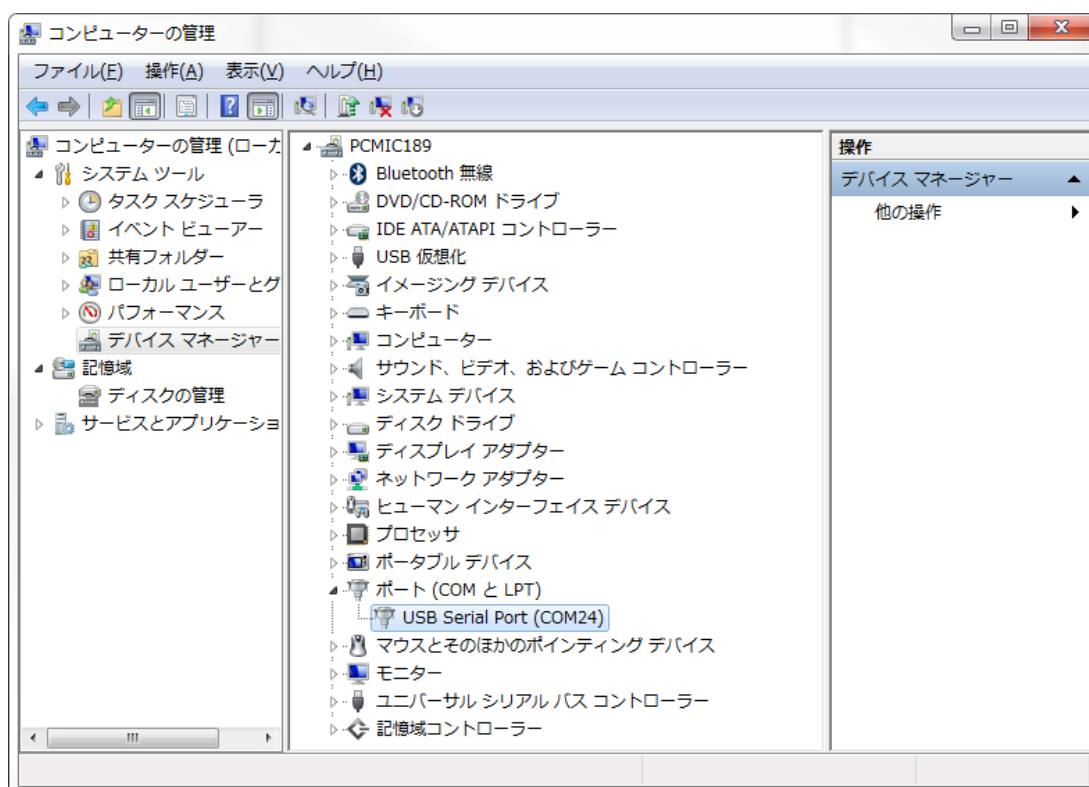 コンピューターの管理
ファイル(F) 操作(A) 表示(V) ヘルプ(H)
コンピューターの管理 (ローカ
システム ツール
タスク スケジューラ
イベント ビューアー
共有フォルダー
ローカル ユーザーとグ
パフォーマンス
デバイス マネージャー
記憶域
ディスクの管理
サービスとアプリケーショ
PCMIC189
Bluetooth 無線
DVD/CD-ROM ドライブ
IDE ATA/ATAPI コントローラー
USB 仮想化
イメージング デバイス
キーボード
コンピューター
サウンド、ビデオ、およびゲーム コントローラー
システム デバイス
ディスク ドライブ
ディスプレイ アダプター
ネットワーク アダプター
ヒューマン インターフェイス デバイス
プロセッサ
ポータブル デバイス
ポート (COM と LPT)
USB Serial Port (COM24)
マウスとそのほかのポインティング デバイス
モニター
ユニバーサル シリアル バス コントローラー
記憶域コントローラー
操作
デバイス マネージャー
他の操作